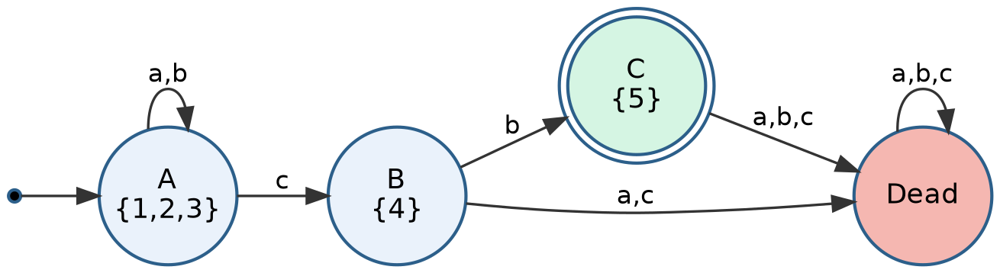 a,b
A
{1,2,3}
c
B
{4}
b
C
{5}
a,c
a,b,c
a,b,c
Dead